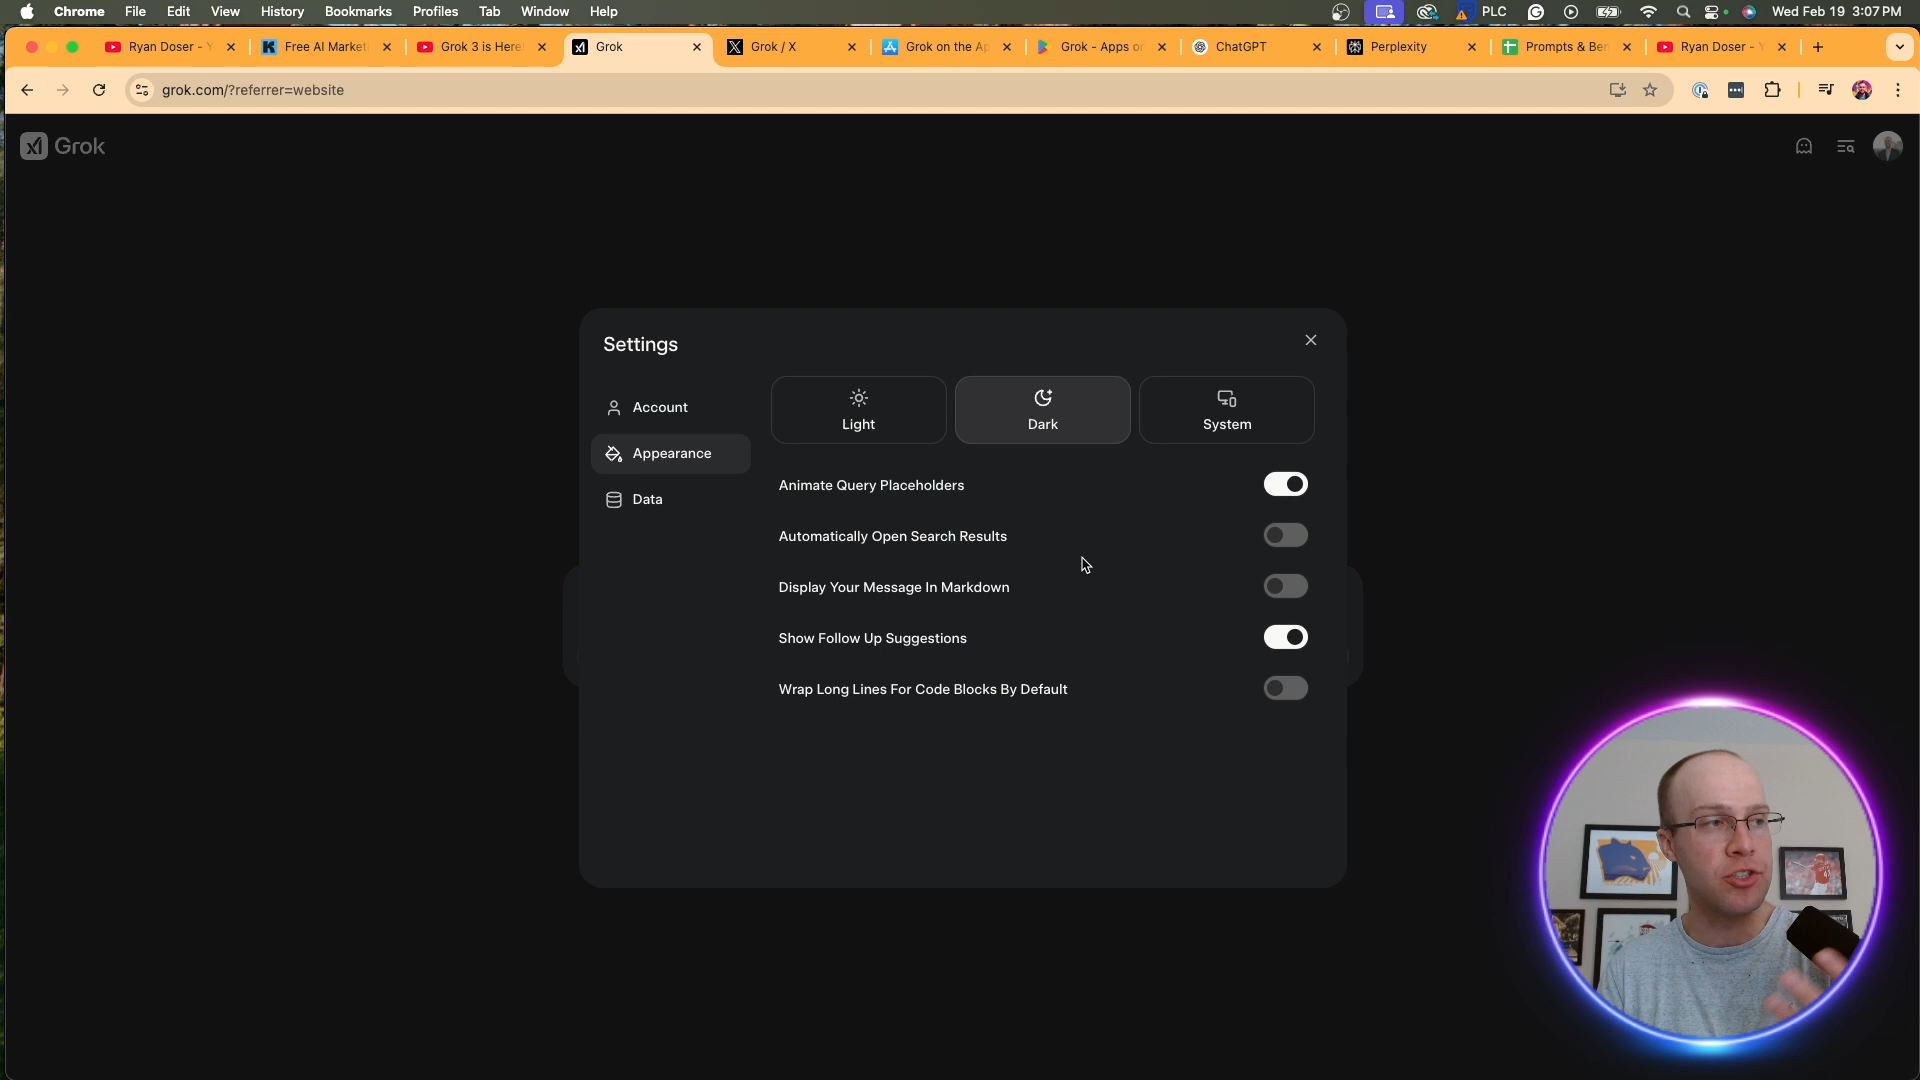 Chrome File Edit View History Bookmarks Profiles Tab Window Help PLC Wed Feb 19 3:07 PM
Ryan Doser - Y Free AI Market Grok 3 is Here! Grok Grok / X Grok on the Ap Grok - Apps on ChatGPT Perplexity Prompts & Be Ryan Doser - Y
grok.com/?referrer=website
Grok
Settings
Account
Appearance
Data
Light
Dark
System
Animate Query Placeholders
Automatically Open Search Results
Display Your Message In Markdown
Show Follow Up Suggestions
Wrap Long Lines For Code Blocks By Default